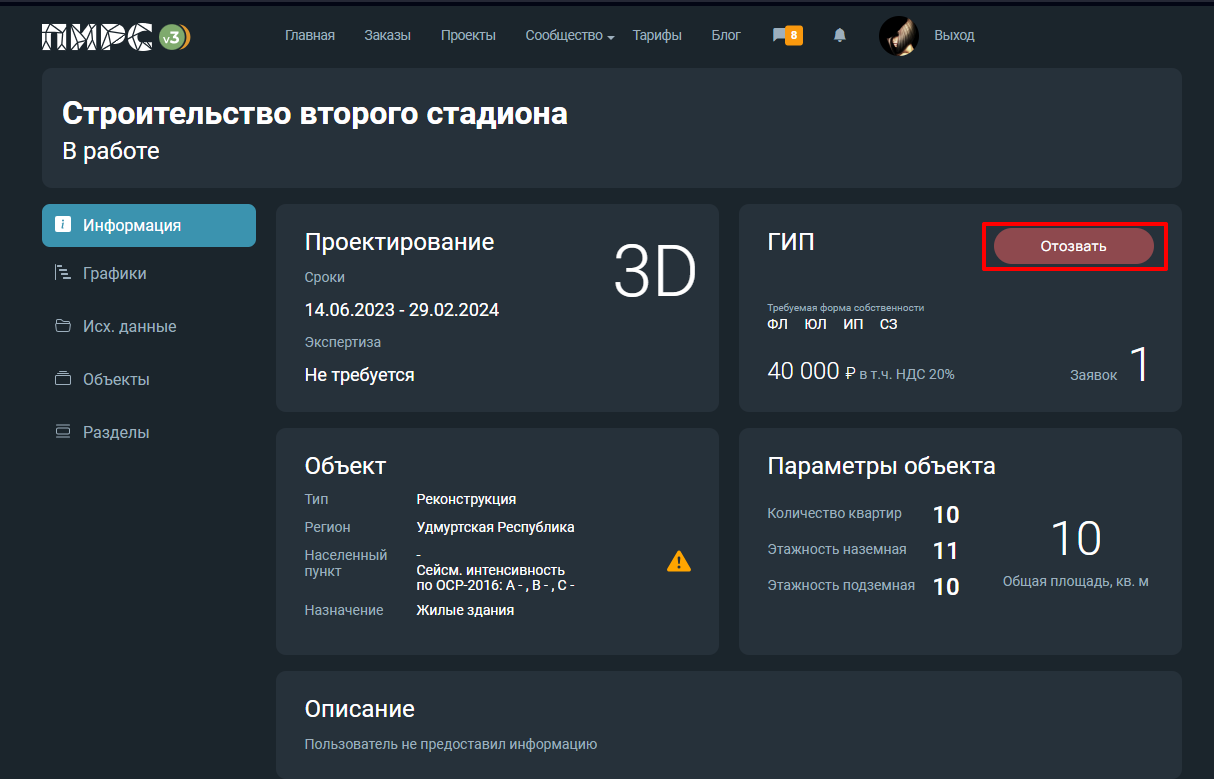 ПИРС v3
Главная Заказы Проекты Сообщество Тарифы Блог 8 Выход
Строительство второго стадиона
В работе
Информация
Графики
Исх. данные
Объекты
Разделы
Проектирование
3D
Сроки
14.06.2023 - 29.02.2024
Экспертиза
Не требуется
ГИП
Отозвать
Требуемая форма собственности
ФЛ ЮЛ ИП СЗ
40 000 ₽ в т.ч. НДС 20%
Заявок 1
Объект
Тип Реконструкция
Регион Удмуртская Республика
Населенный пункт -
Сейсм. интенсивность
по ОСР-2016: А - , В - , С -
Назначение Жилые здания
Параметры объекта
Количество квартир 10
Этажность наземная 11
Этажность подземная 10
10
Общая площадь, кв. м
Описание
Пользователь не предоставил информацию